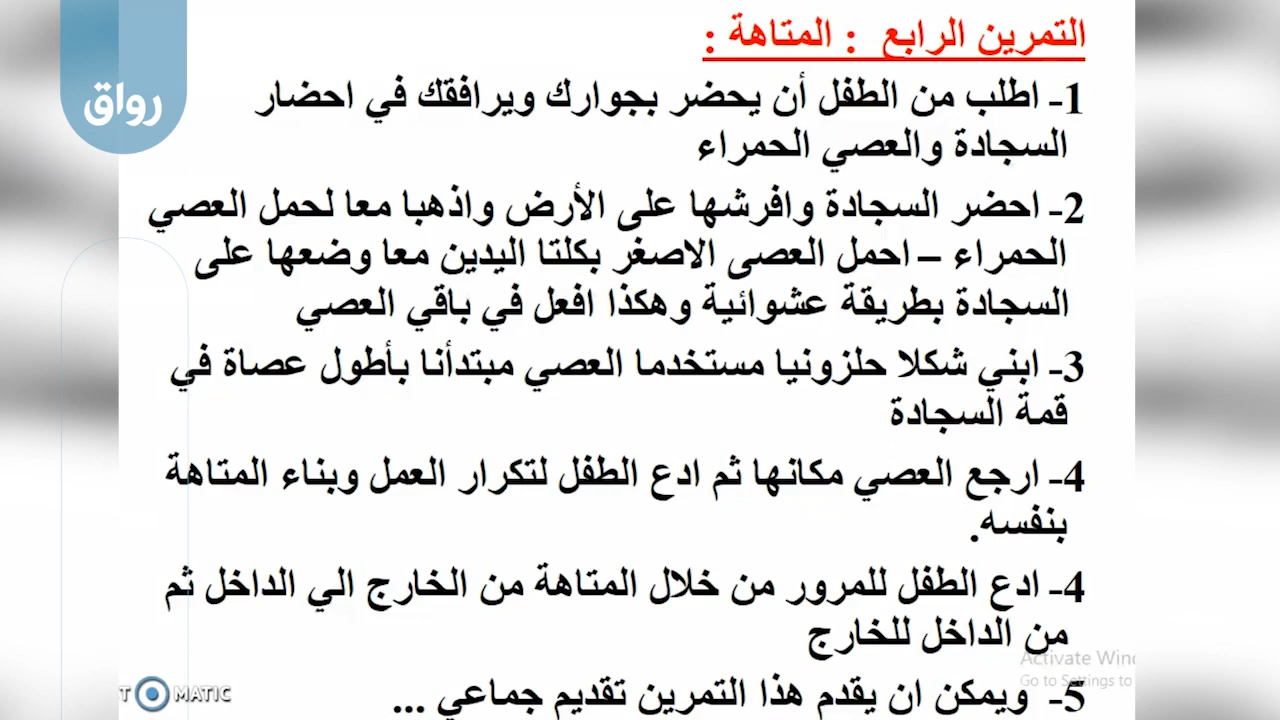 رواق
التمرين الرابع : المتاهة :
1- اطلب من الطفل أن يحضر بجوارك ويرافقك في احضار
السجادة والعصي الحمراء
2- احضر السجادة وافرشها على الأرض واذهبا معا لحمل العصي
الحمراء – احمل العصى الاصغر بكلتا اليدين معا وضعها على
السجادة بطريقة عشوائية وهكذا افعل في باقي العصي
3- ابني شكلا حلزونيا مستخدما العصي مبتدأنا بأطول عصاة في
قمة السجادة
4- ارجع العصي مكانها ثم ادع الطفل لتكرار العمل وبناء المتاهة
بنفسه.
4- ادع الطفل للمرور من خلال المتاهة من الخارج الي الداخل ثم
من الداخل للخارج
5- ويمكن ان يقدم هذا التمرين تقديم جماعي ...
Activate Wind
Go to Settings to
T MATIC